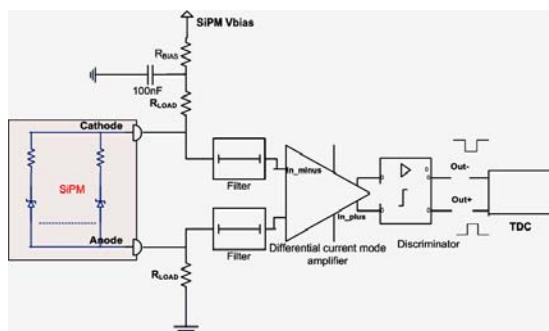 SiPM Vbias
RBIAS
100nF
RLOAD
Cathode
SiPM
Filter
In_minus
Out-
Out+
TDC
Anode
In_plus
Differential current mode
amplifier
Discriminator
Filter
RLOAD